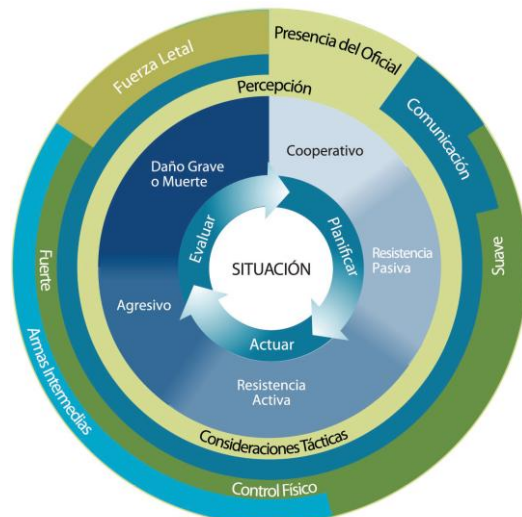 Fuerza Letal
Presencia del Oficial
Percepción
Comunicación
Daño Grave
o Muerte
Cooperativo
Evaluar
Planificar
SITUACIÓN
Resistencia
Pasiva
Suave
Fuerte
Agresivo
Actuar
Armas Intermedias
Resistencia
Activa
Consideraciones Tácticas
Control Físico